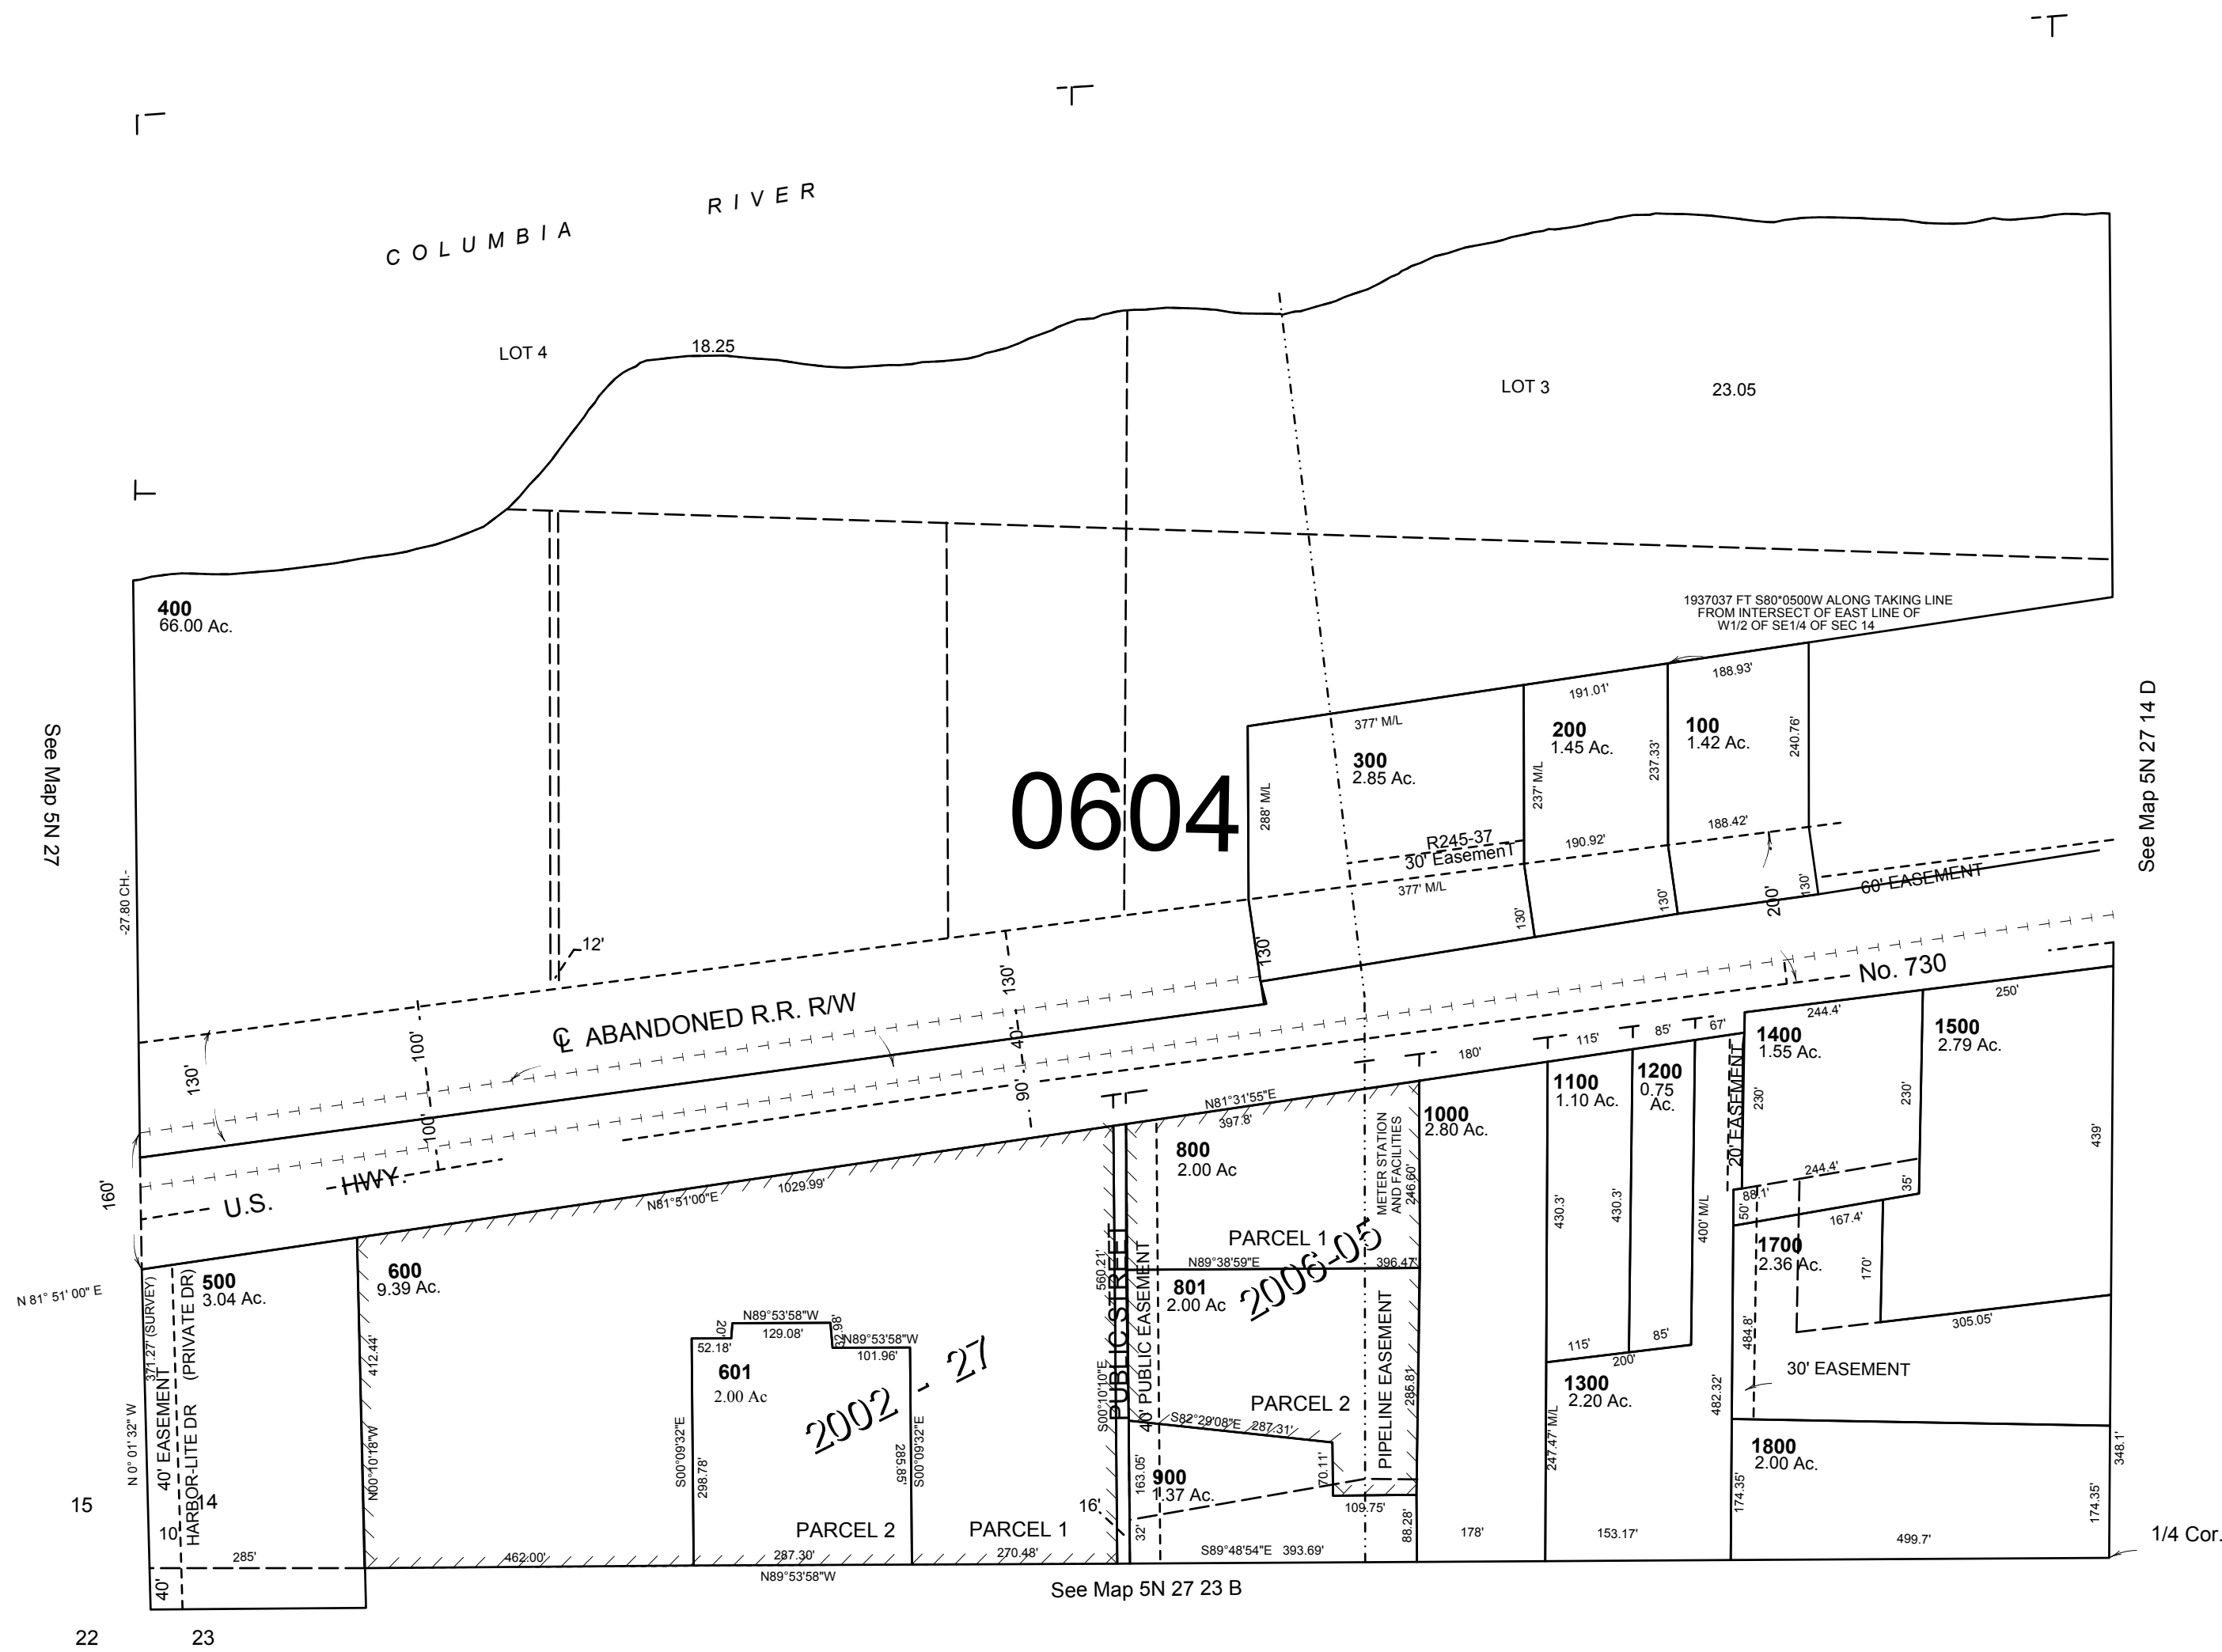 COLUMBIA RIVER
LOT 4
18.25
LOT 3
23.05
400
66.00 Ac.
1937037 FT S80*0500W ALONG TAKING LINE
FROM INTERSECT OF EAST LINE OF
W1/2 OF SE1/4 OF SEC 14
See Map 5N 27
See Map 5N 27 14 D
-27.80 CH.-
0604
377' M/L
191.01'
188.93'
300
2.85 Ac.
200
1.45 Ac.
100
1.42 Ac.
288' M/L
237' M/L
237.33'
240.76'
R245-37
30' EasemenT
190.92'
188.42'
377' M/L
130'
130'
130'
130'
200'
60' EASEMENT
12'
130'
100'
100'
130'
40'
90'
℄ ABANDONED R.R. R/W
160'
U.S.
HWY.
No. 730
N81°51'00"E
1029.99'
N81°31'55"E
397.8'
180'
115'
85'
67'
244.4'
250'
N 81° 51' 00" E
371.27' (SURVEY)
N 0° 01' 32" W
40' EASEMENT
HARBOR-LITE DR (PRIVATE DR)
500
3.04 Ac.
285'
40'
10
14
15
22
23
600
9.39 Ac.
412.44'
N00°10'18"W
462.00'
601
2.00 Ac
20'
52.18'
N89°53'58"W
129.08'
32.98'
N89°53'58"W
101.96'
S00°09'32"E
298.78'
285.85'
S00°09'32"E
2002 - 27
PARCEL 2
PARCEL 1
287.30'
270.48'
N89°53'58"W
560.21'
S00°10'10"E
PUBLIC STREET
40' PUBLIC EASEMENT
16'
800
2.00 Ac
PARCEL 1
METER STATION
AND FACILITIES
246.60'
N89°38'59"E
396.47'
801
2.00 Ac
2006-05
PARCEL 2
PIPELINE EASEMENT
285.81
S82°29'08"E 287.31'
900
1.37 Ac.
163.05'
32'
70.11'
109.75'
88.28'
S89°48'54"E 393.69'
1000
2.80 Ac.
178'
1100
1.10 Ac.
430.3'
115'
1200
0.75
Ac.
430.3'
400' M/L
85'
200'
1300
2.20 Ac.
247.47' M/L
153.17'
20' EASEMENT
1400
1.55 Ac.
230'
230'
244.4'
35'
88.1'
50'
167.4'
1500
2.79 Ac.
439'
1700
2.36 Ac.
170'
305.05'
484.8'
482.32'
30' EASEMENT
1800
2.00 Ac.
174.35'
174.35'
348.1'
499.7'
1/4 Cor.
See Map 5N 27 23 B